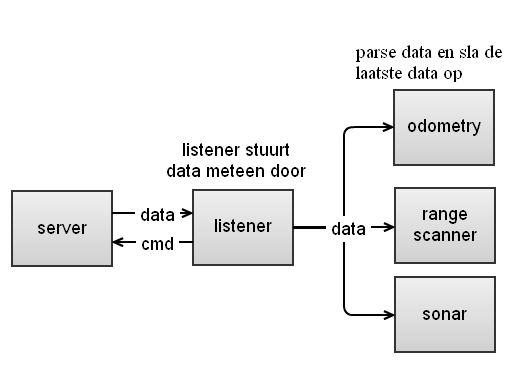 parse data en sla de
laatste data op
odometry
listener stuurt
data meteen door
server
data
cmd
listener
data
range
scanner
sonar